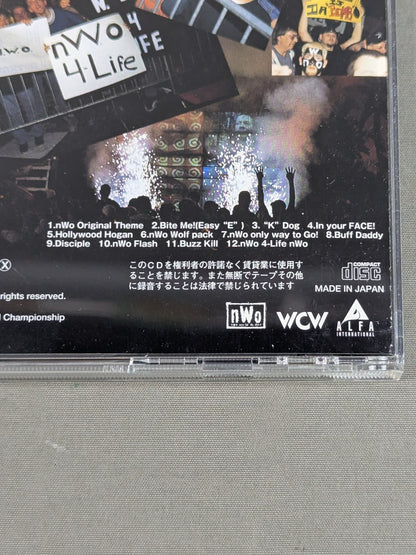 nWo
4-Life
n.W.o.
4
LIFE
1.nWo Original Theme 2.Bite Me!(Easy "E" ) 3. "K" Dog 4.In your FACE!
5.Hollywood Hogan 6.nWo Wolf pack 7.nWo only way to Go! 8.Buff Daddy
9.Disciple 10.nWo Flash 11.Buzz Kill 12.nWo 4-Life nWo
このCDを権利者の許諾なく賃貸業に使用す
ることを禁じます。また無断でテープその他
に録音することは法律で禁じられています。
COMPACT
disc
MADE IN JAPAN
rights reserved.
Championship
nWo
WCW
ALFA
INTERNATIONAL